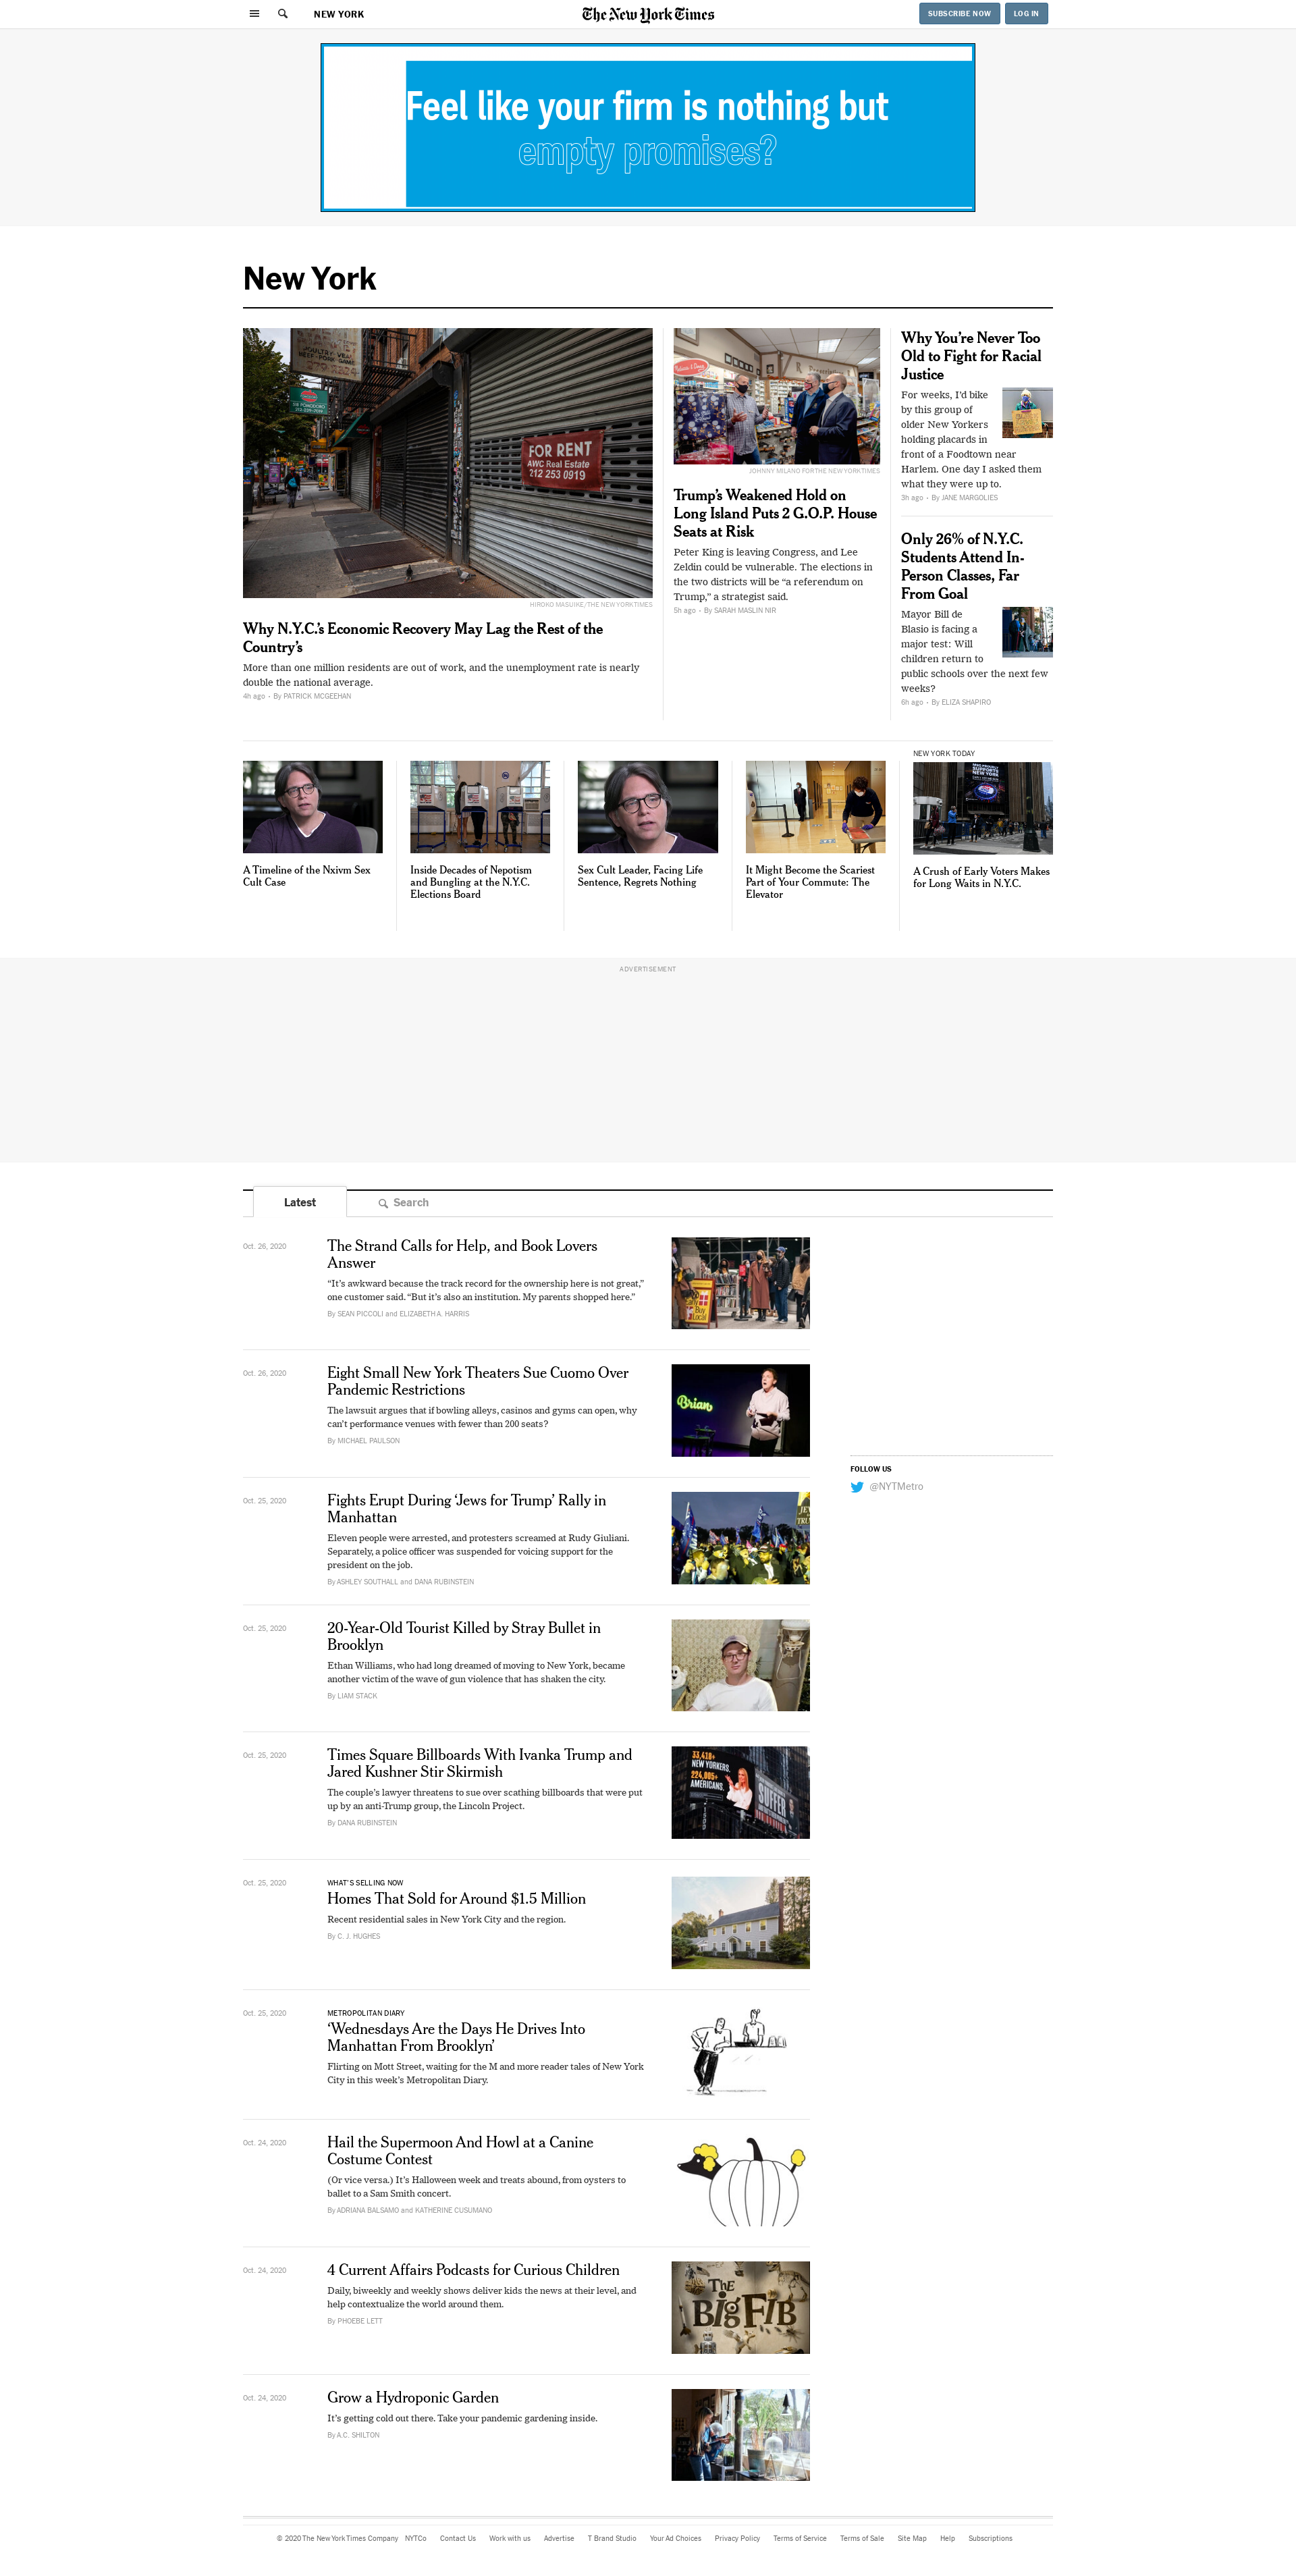 NEW YORK
The New York Times
SUBSCRIBE NOW
LOG IN
Feel like your firm is nothing but
empty promises?
New York
FOR RENT
AWC Real Estate
212 253 0919
HIROKO MASUIKE/THE NEW YORK TIMES
Why N.Y.C.’s Economic Recovery May Lag the Rest of the
Country’s
More than one million residents are out of work, and the unemployment rate is nearly
double the national average.
4h ago • By PATRICK MCGEEHAN
JOHNNY MILANO FOR THE NEW YORK TIMES
Trump’s Weakened Hold on
Long Island Puts 2 G.O.P. House
Seats at Risk
Peter King is leaving Congress, and Lee
Zeldin could be vulnerable. The elections in
the two districts will be “a referendum on
Trump,” a strategist said.
5h ago • By SARAH MASLIN NIR
Why You’re Never Too
Old to Fight for Racial
Justice
For weeks, I’d bike
by this group of
older New Yorkers
holding placards in
front of a Foodtown near
Harlem. One day I asked them
what they were up to.
3h ago • By JANE MARGOLIES
Only 26% of N.Y.C.
Students Attend In-
Person Classes, Far
From Goal
Mayor Bill de
Blasio is facing a
major test: Will
children return to
public schools over the next few
weeks?
6h ago • By ELIZA SHAPIRO
A Timeline of the Nxivm Sex
Cult Case
Inside Decades of Nepotism
and Bungling at the N.Y.C.
Elections Board
Sex Cult Leader, Facing Life
Sentence, Regrets Nothing
It Might Become the Scariest
Part of Your Commute: The
Elevator
NEW YORK TODAY
A Crush of Early Voters Makes
for Long Waits in N.Y.C.
ADVERTISEMENT
Latest
Search
Oct. 26, 2020
The Strand Calls for Help, and Book Lovers
Answer
“It’s awkward because the track record for the ownership here is not great,”
one customer said. “But it’s also an institution. My parents shopped here.”
By SEAN PICCOLI and ELIZABETH A. HARRIS
Oct. 26, 2020
Eight Small New York Theaters Sue Cuomo Over
Pandemic Restrictions
The lawsuit argues that if bowling alleys, casinos and gyms can open, why
can’t performance venues with fewer than 200 seats?
By MICHAEL PAULSON
Brian
FOLLOW US
@NYTMetro
Oct. 25, 2020
Fights Erupt During ‘Jews for Trump’ Rally in
Manhattan
Eleven people were arrested, and protesters screamed at Rudy Giuliani.
Separately, a police officer was suspended for voicing support for the
president on the job.
By ASHLEY SOUTHALL and DANA RUBINSTEIN
Oct. 25, 2020
20-Year-Old Tourist Killed by Stray Bullet in
Brooklyn
Ethan Williams, who had long dreamed of moving to New York, became
another victim of the wave of gun violence that has shaken the city.
By LIAM STACK
Oct. 25, 2020
Times Square Billboards With Ivanka Trump and
Jared Kushner Stir Skirmish
The couple’s lawyer threatens to sue over scathing billboards that were put
up by an anti-Trump group, the Lincoln Project.
By DANA RUBINSTEIN
33,410+
NEW YORKERS,
224,005+
AMERICANS.
SUFFER
Oct. 25, 2020
WHAT’S SELLING NOW
Homes That Sold for Around $1.5 Million
Recent residential sales in New York City and the region.
By C. J. HUGHES
Oct. 25, 2020
METROPOLITAN DIARY
‘Wednesdays Are the Days He Drives Into
Manhattan From Brooklyn’
Flirting on Mott Street, waiting for the M and more reader tales of New York
City in this week’s Metropolitan Diary.
Oct. 24, 2020
Hail the Supermoon And Howl at a Canine
Costume Contest
(Or vice versa.) It’s Halloween week and treats abound, from oysters to
ballet to a Sam Smith concert.
By ADRIANA BALSAMO and KATHERINE CUSUMANO
Oct. 24, 2020
4 Current Affairs Podcasts for Curious Children
Daily, biweekly and weekly shows deliver kids the news at their level, and
help contextualize the world around them.
By PHOEBE LETT
THE
BiG FiB
Oct. 24, 2020
Grow a Hydroponic Garden
It’s getting cold out there. Take your pandemic gardening inside.
By A.C. SHILTON
© 2020 The New York Times Company NYTCo Contact Us Work with us Advertise T Brand Studio Your Ad Choices Privacy Policy Terms of Service Terms of Sale Site Map Help Subscriptions